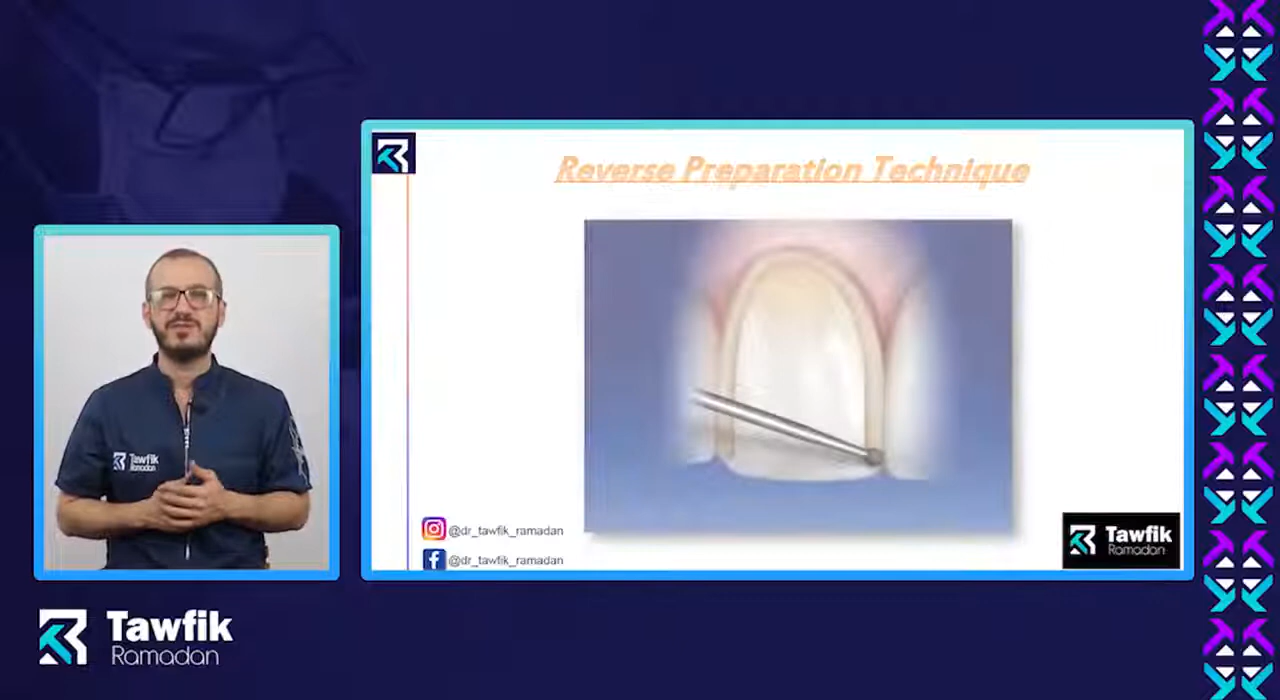 Reverse Preparation Technique
Tawfik
Ramadan
@dr_tawfik_ramadan
@dr_tawfik_ramadan
Tawfik
Ramadan
Tawfik
Ramadan